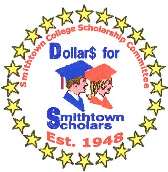 Smithtown College Scholarship Committee
Dollar$ for
Smithtown
Scholars
Est. 1948